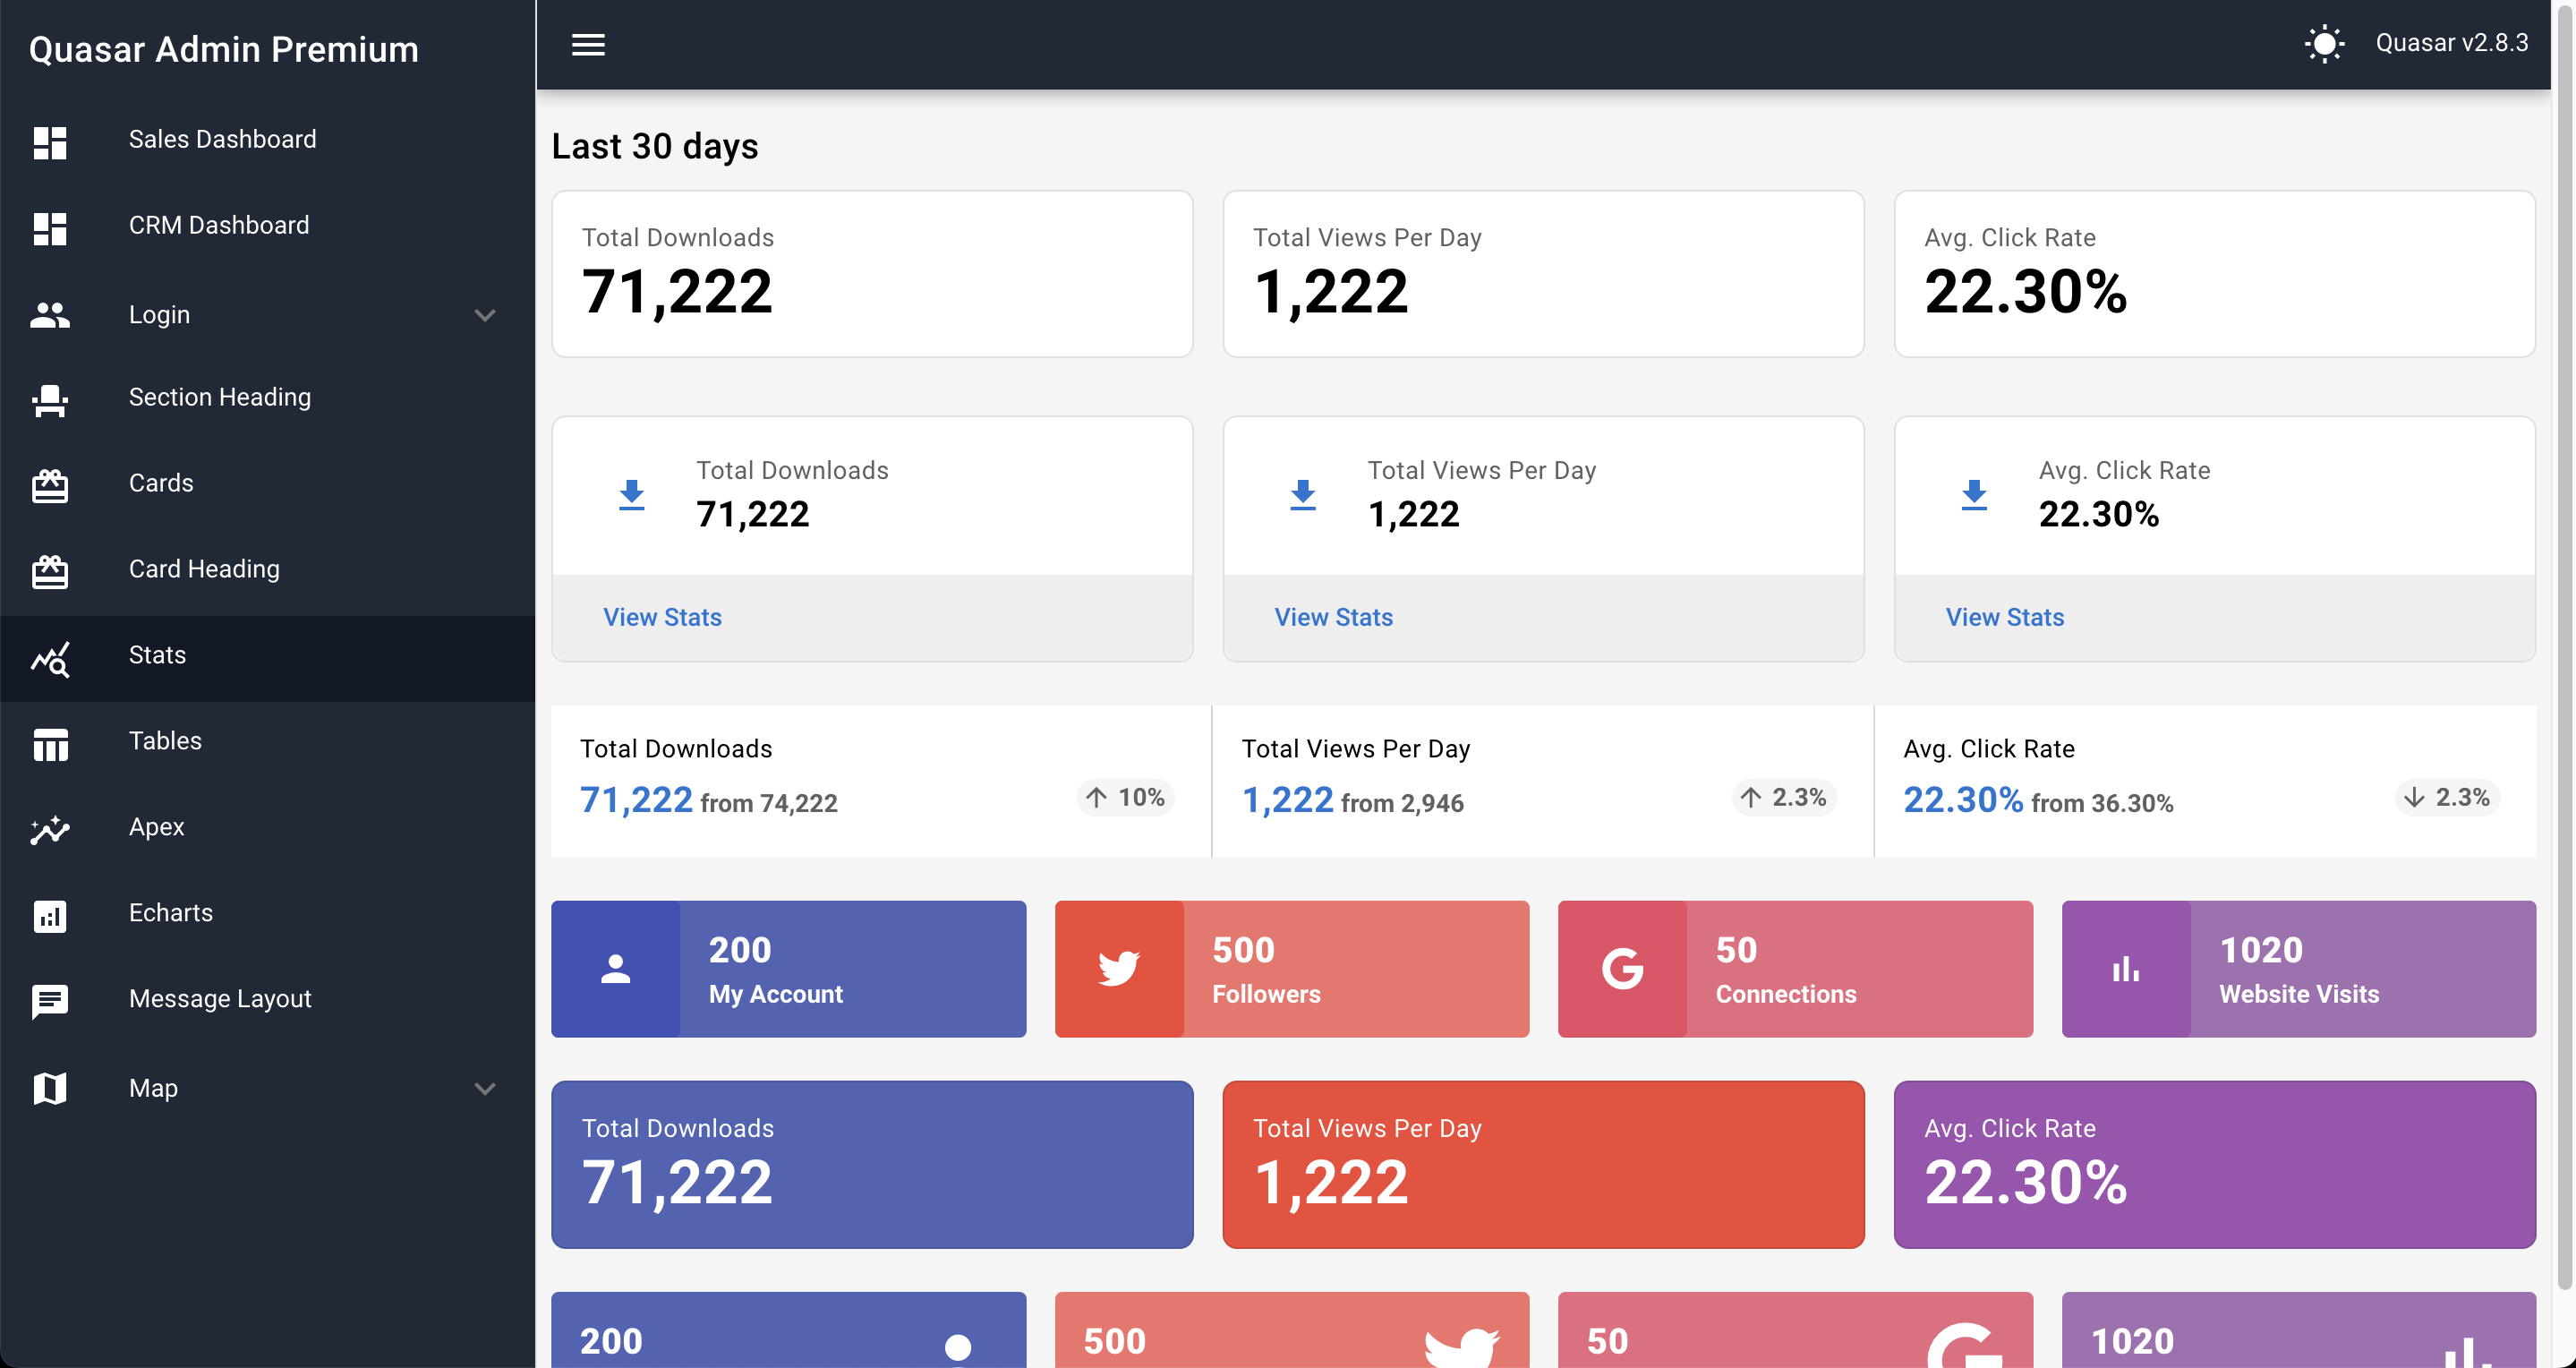 Quasar Admin Premium
Sales Dashboard
CRM Dashboard
Login
Section Heading
Cards
Card Heading
Stats
Tables
Apex
Echarts
Message Layout
Map
Quasar v2.8.3
Last 30 days
Total Downloads
71,222
Total Views Per Day
1,222
Avg. Click Rate
22.30%
Total Downloads
71,222
View Stats
Total Views Per Day
1,222
View Stats
Avg. Click Rate
22.30%
View Stats
Total Downloads
71,222 from 74,222
10%
Total Views Per Day
1,222 from 2,946
2.3%
Avg. Click Rate
22.30% from 36.30%
2.3%
200
My Account
500
Followers
50
Connections
1020
Website Visits
Total Downloads
71,222
Total Views Per Day
1,222
Avg. Click Rate
22.30%
200
500
50
1020